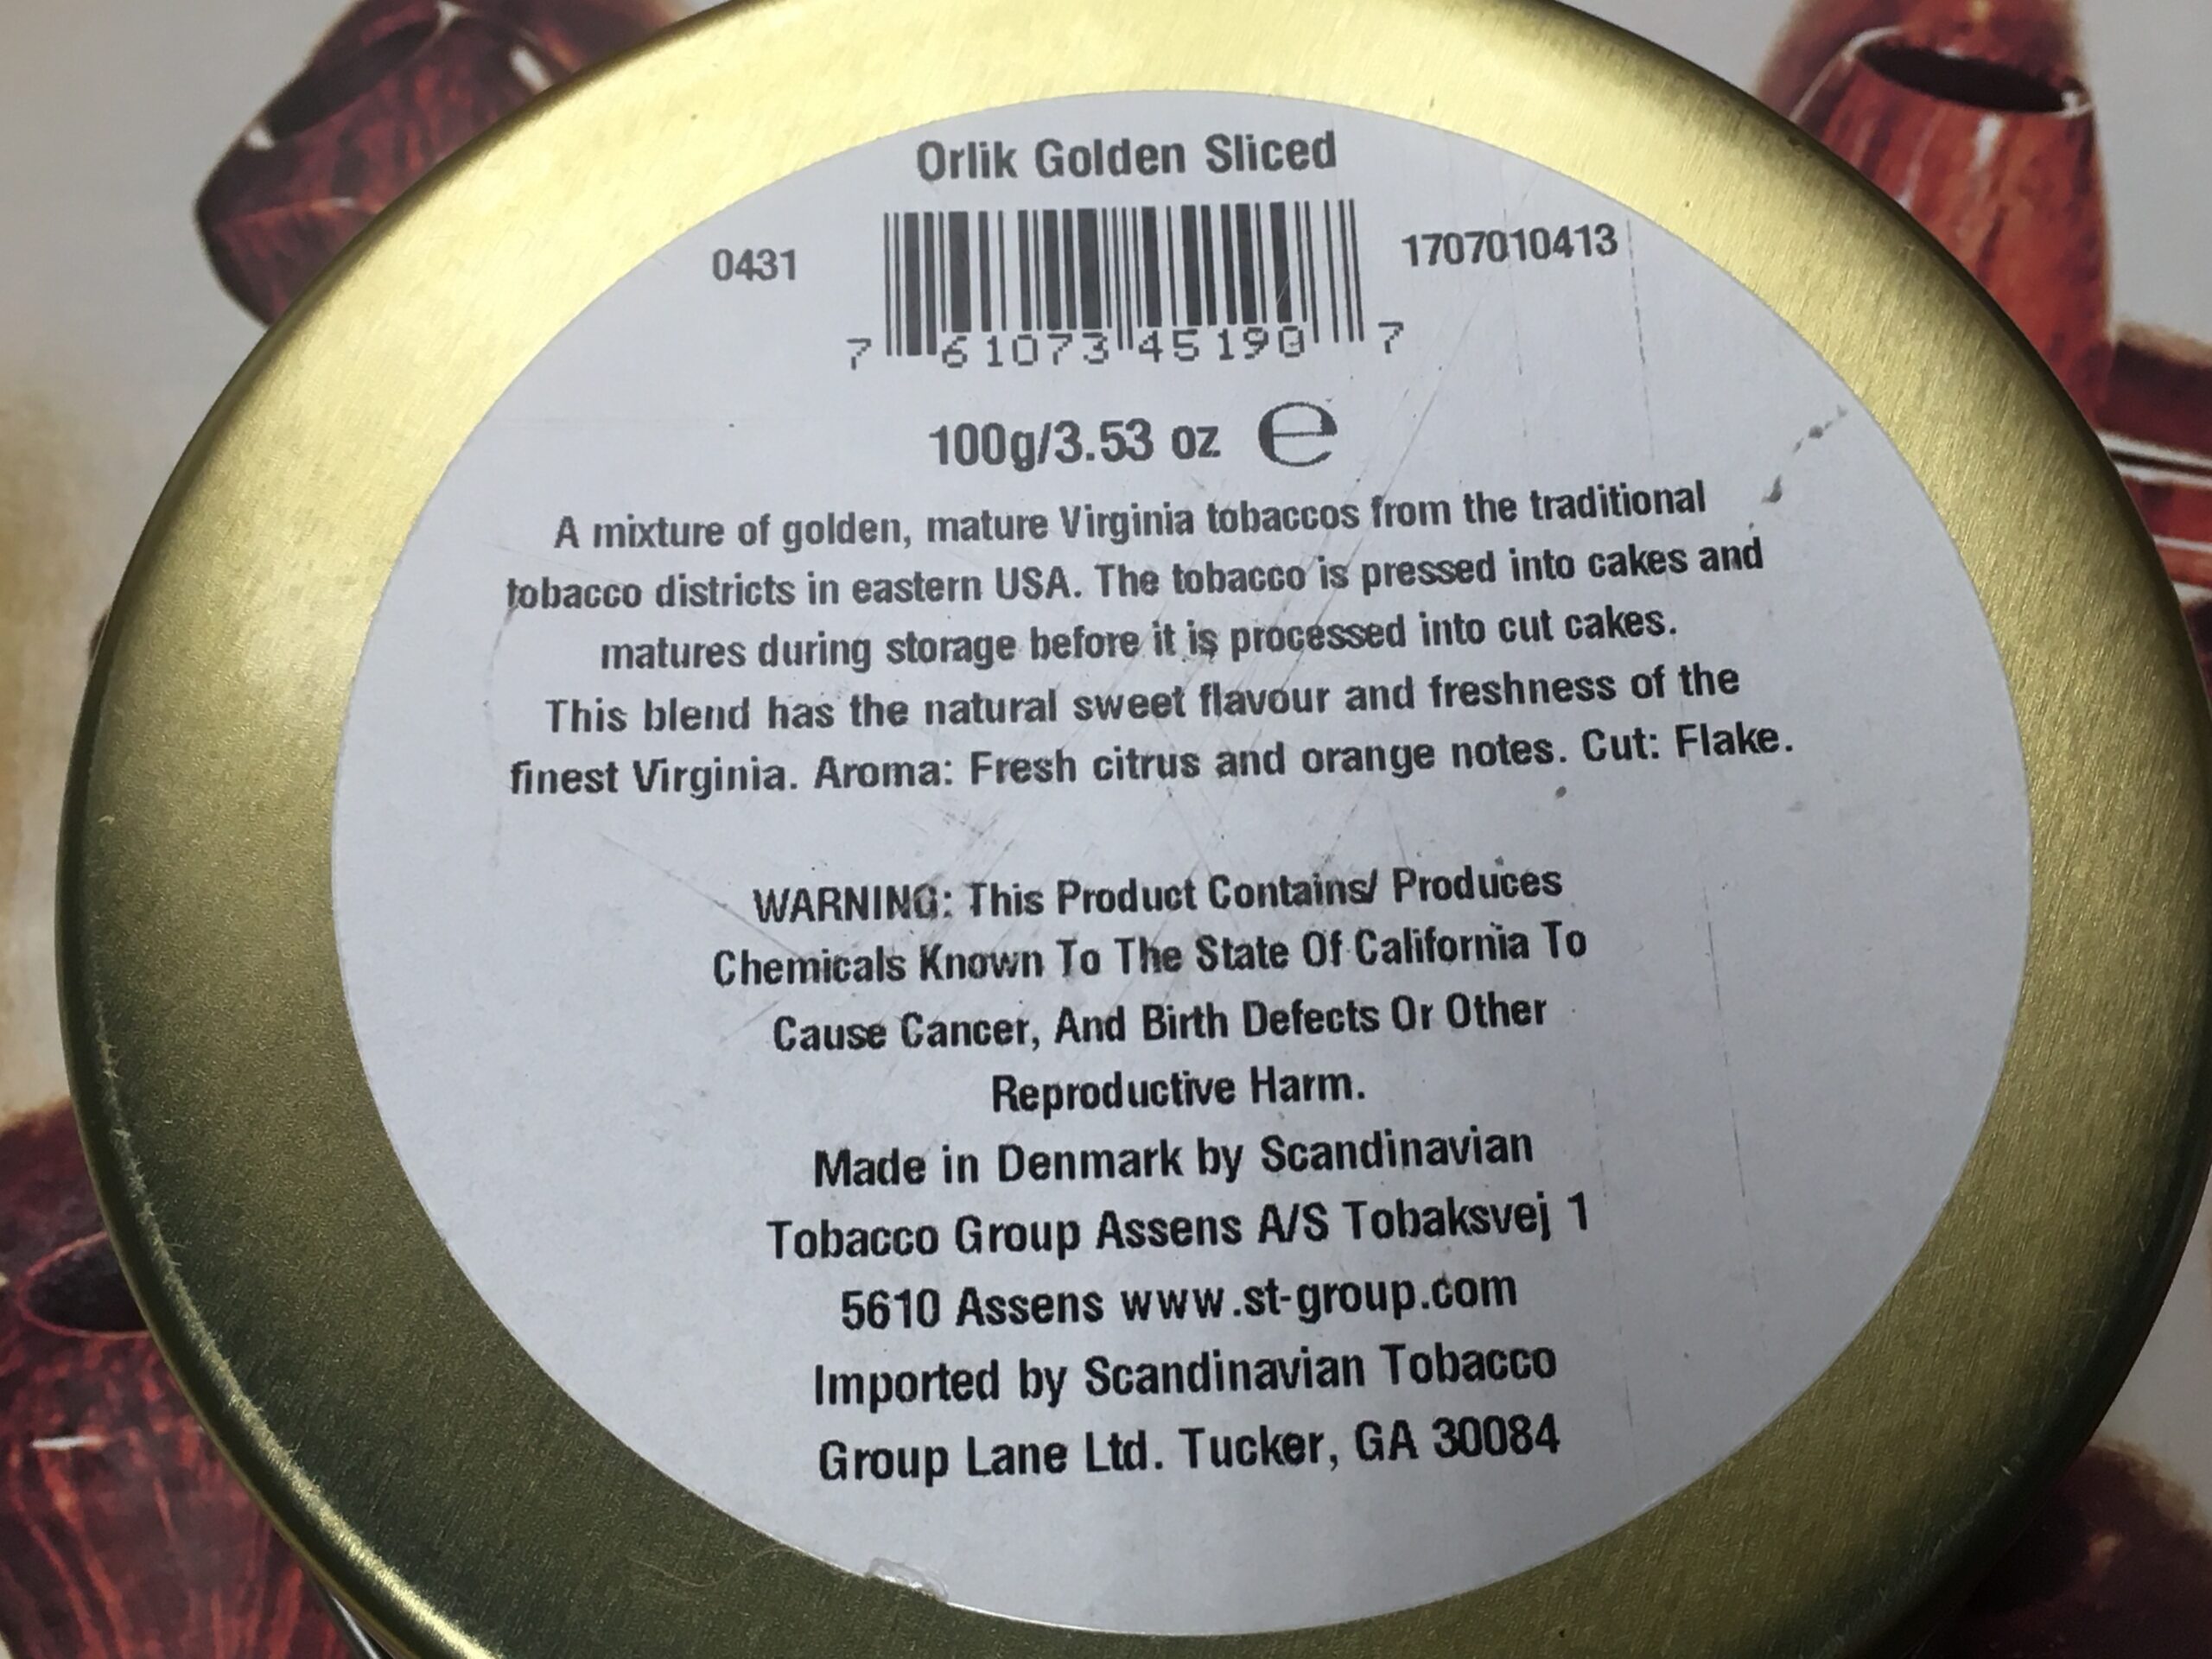 Orlik Golden Sliced
0431
1707010413
7 61073 45190 7
100g/3.53 oz e
A mixture of golden, mature Virginia tobaccos from the traditional
tobacco districts in eastern USA. The tobacco is pressed into cakes and
matures during storage before it is processed into cut cakes.
This blend has the natural sweet flavour and freshness of the
finest Virginia. Aroma: Fresh citrus and orange notes. Cut: Flake.
WARNING: This Product Contains/ Produces
Chemicals Known To The State Of California To
Cause Cancer, And Birth Defects Or Other
Reproductive Harm.
Made in Denmark by Scandinavian
Tobacco Group Assens A/S Tobaksvej 1
5610 Assens www.st-group.com
Imported by Scandinavian Tobacco
Group Lane Ltd. Tucker, GA 30084